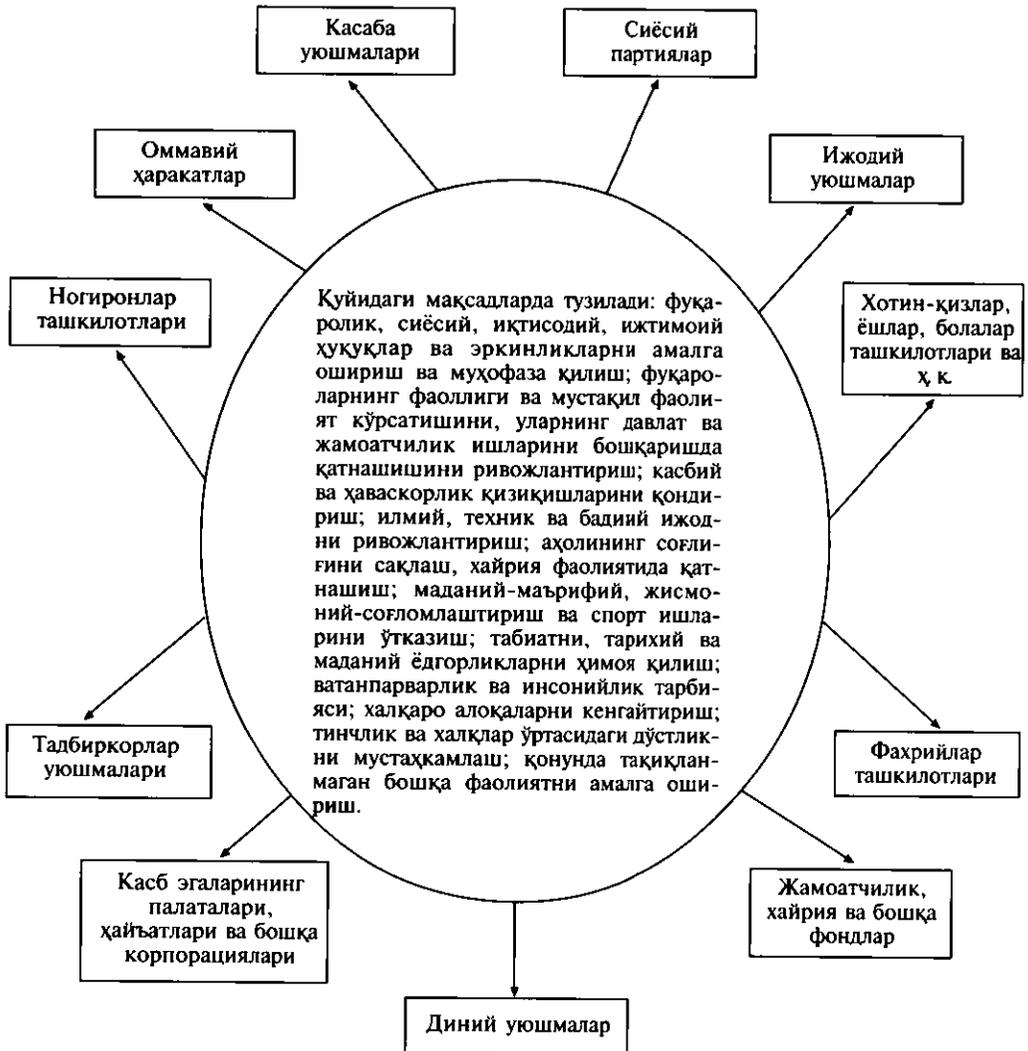 Касаба
уюшмалари
Сиёсий
партиялар
Оммавий
ҳаракатлар
Ижодий
уюшмалар
Ногиронлар
ташкилотлари
Хотин-қизлар,
ёшлар, болалар
ташкилотлари ва
ҳ. к.
Қуйидаги мақсадларда тузилади: фуқа-
ролик, сиёсий, иқтисодий, ижтимоий
ҳуқуқлар ва эркинликларни амалга
ошириш ва муҳофаза қилиш; фуқаро-
ларнинг фаоллиги ва мустақил фаоли-
ят кўрсатишини, уларнинг давлат ва
жамоатчилик ишларини бошқаришда
қатнашишини ривожлантириш; касбий
ва ҳаваскорлик қизиқишларини қонди-
риш; илмий, техник ва бадиий ижод-
ни ривожлантириш; аҳолининг соғли-
ғини сақлаш, хайрия фаолиятида қат-
нашиш; маданий-маърифий, жисмо-
ний-соғломлаштириш ва спорт ишла-
рини ўтказиш; табиатни, тарихий ва
маданий ёдгорликларни ҳимоя қилиш;
ватанпарварлик ва инсонийлик тарби-
яси; халқаро алоқаларни кенгайтириш;
тинчлик ва халқлар ўртасидаги дўстлик-
ни мустаҳкамлаш; қонунда тақиқлан-
маган бошқа фаолиятни амалга оши-
риш.
Тадбиркорлар
уюшмалари
Фахрийлар
ташкилотлари
Касб эгаларининг
палаталари,
ҳайъатлари ва бошқа
корпорациялари
Жамоатчилик,
хайрия ва бошқа
фондлар
Диний уюшмалар